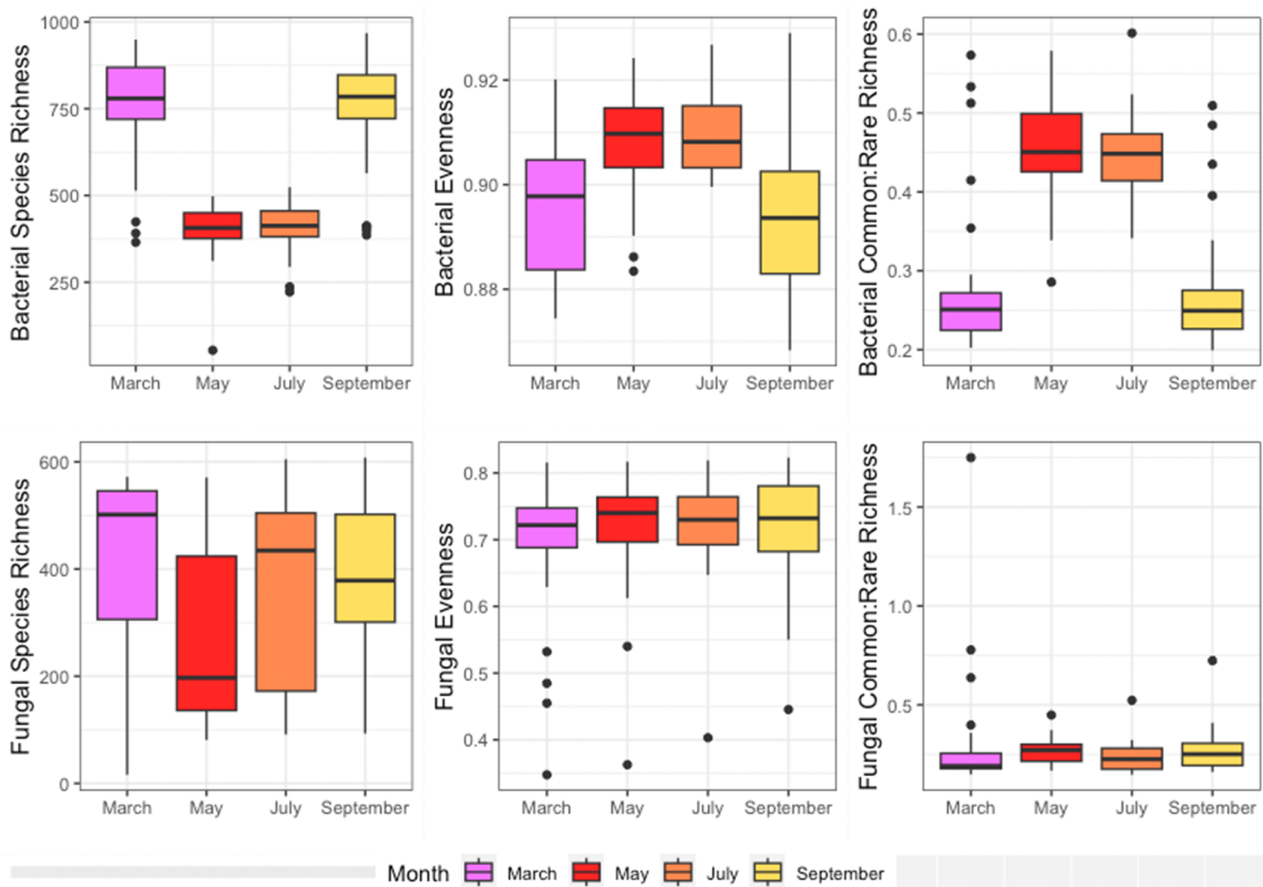 Bacterial Species Richness
1000
750
500
250
March May July September
Bacterial Evenness
0.92
0.90
0.88
March May July September
Bacterial Common:Rare Richness
0.6
0.5
0.4
0.3
0.2
March May July September
Fungal Species Richness
600
400
200
0
March May July September
Fungal Evenness
0.8
0.7
0.6
0.5
0.4
March May July September
Fungal Common:Rare Richness
1.5
1.0
0.5
March May July September
Month March May July September